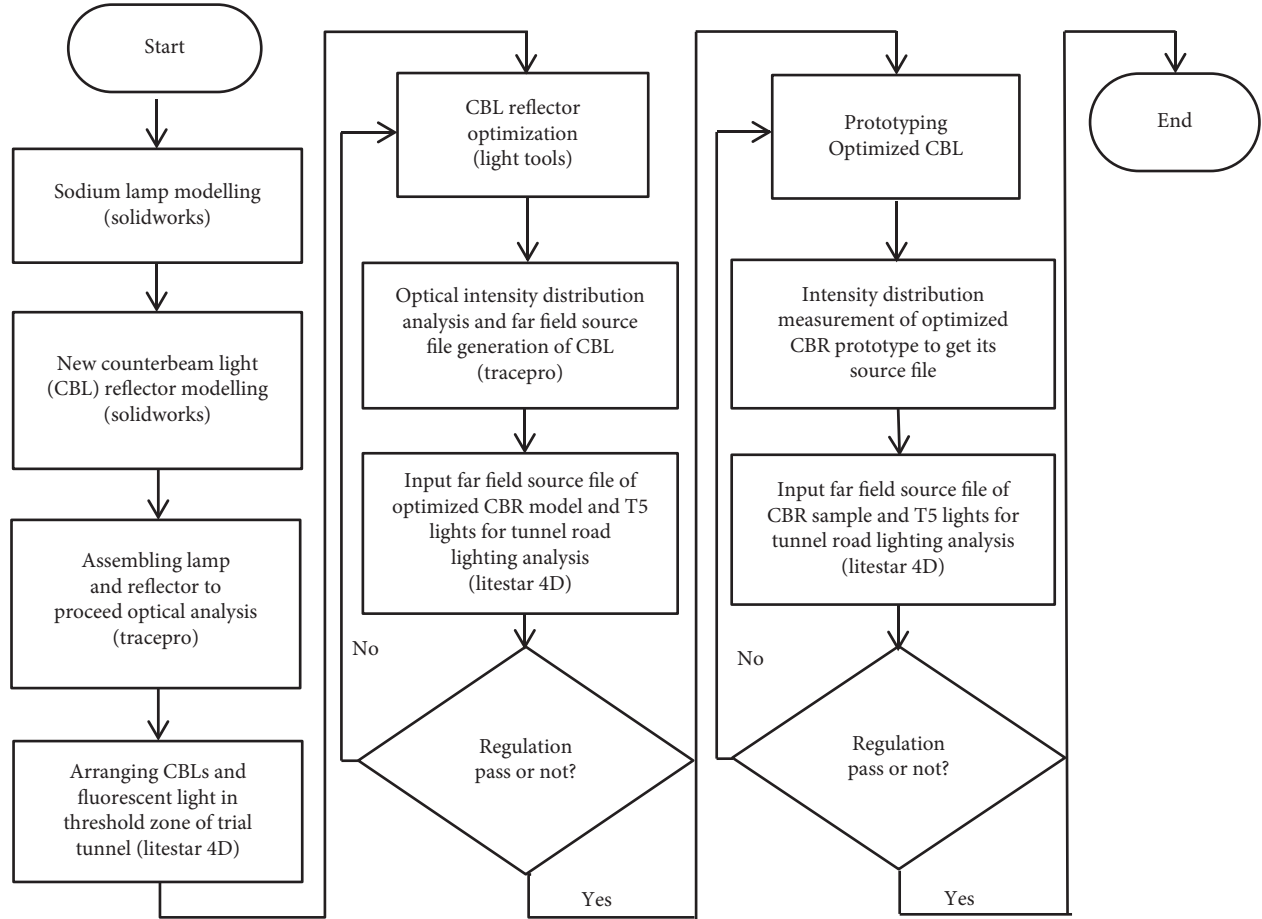 Start
Sodium lamp modelling
(solidworks)
New counterbeam light
(CBL) reflector modelling
(solidworks)
Assembling lamp
and reflector to
proceed optical analysis
(tracepro)
Arranging CBLs and
fluorescent light in
threshold zone of trial
tunnel (litestar 4D)
CBL reflector
optimization
(light tools)
Optical intensity distribution
analysis and far field source
file generation of CBL
(tracepro)
Input far field source file of
optimized CBR model and T5
lights for tunnel road
lighting analysis
(litestar 4D)
No
Regulation
pass or not?
Yes
Prototyping
Optimized CBL
Intensity distribution
measurement of optimized
CBR prototype to get its
source file
Input far field source file of
CBR sample and T5 lights for
tunnel road lighting analysis
(litestar 4D)
No
Regulation
pass or not?
Yes
End